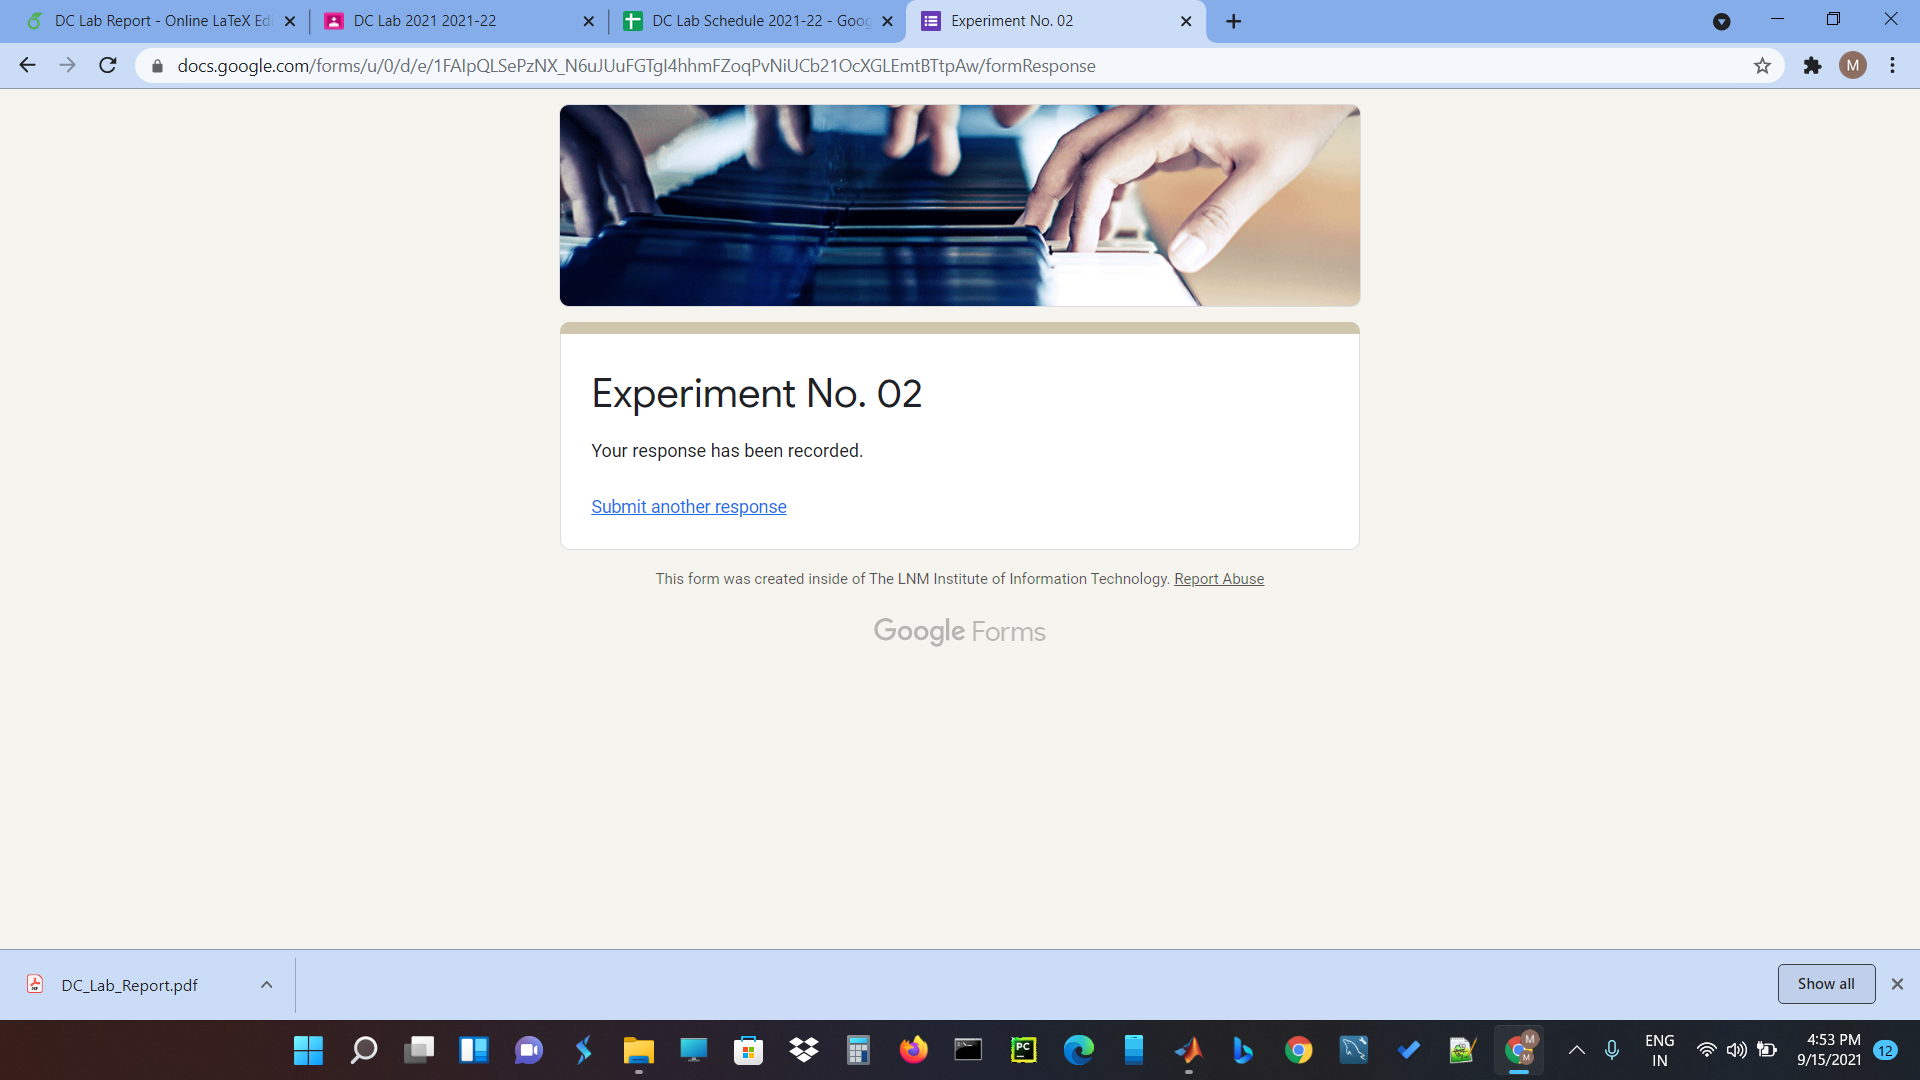 DC Lab Report - Online LaTeX Edi
DC Lab 2021 2021-22
DC Lab Schedule 2021-22 - Goog
Experiment No. 02
docs.google.com/forms/u/0/d/e/1FAIpQLSePzNX_N6uJUuFGTgI4hhmFZoqPvNiUCb21OcXGLEmtBTtpAw/formResponse
M
Experiment No. 02
Your response has been recorded.
Submit another response
This form was created inside of The LNM Institute of Information Technology. Report Abuse
Google Forms
DC_Lab_Report.pdf
Show all
PC
M
M
ENG
IN
4:53 PM
9/15/2021
12